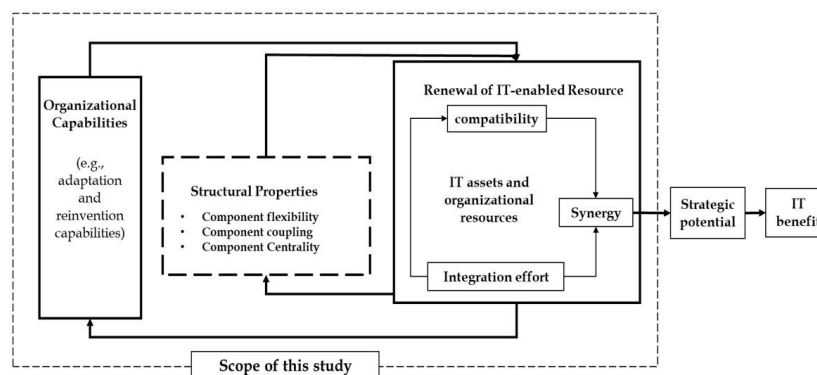 Organizational
Capabilities
(e.g.,
adaptation
and
reinvention
capabilities)
Structural Properties
• Component flexibility
• Component coupling
• Component Centrality
Renewal of IT-enabled Resource
compatibility
IT assets and
organizational
resources
Synergy
Integration effort
Strategic
potential
IT
benefit
Scope of this study